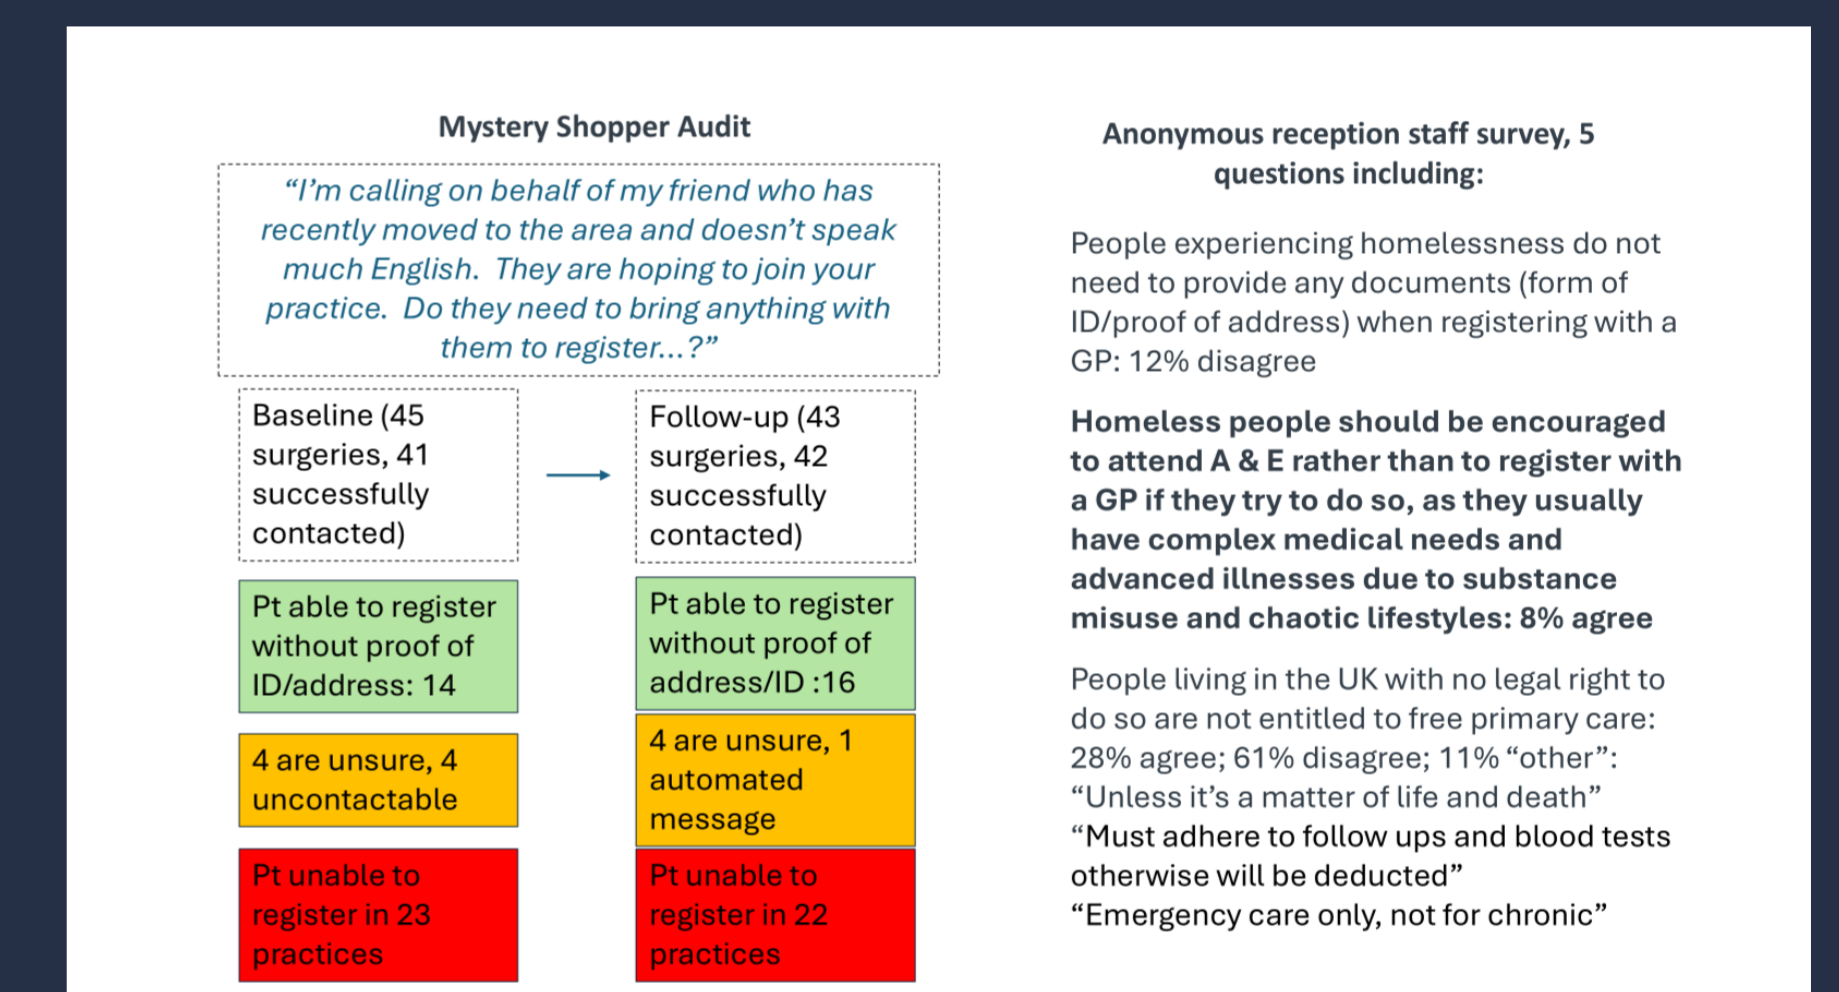 Mystery Shopper Audit
“I’m calling on behalf of my friend who has
recently moved to the area and doesn’t speak
much English.  They are hoping to join your
practice.  Do they need to bring anything with
them to register...?”
Baseline (45
surgeries, 41
successfully
contacted)
Follow-up (43
surgeries, 42
successfully
contacted)
Pt able to register
without proof of
ID/address: 14
Pt able to register
without proof of
address/ID :16
4 are unsure, 4
uncontactable
4 are unsure, 1
automated
message
Pt unable to
register in 23
practices
Pt unable to
register in 22
practices
Anonymous reception staff survey, 5
questions including:
People experiencing homelessness do not
need to provide any documents (form of
ID/proof of address) when registering with a
GP: 12% disagree
Homeless people should be encouraged
to attend A & E rather than to register with
a GP if they try to do so, as they usually
have complex medical needs and
advanced illnesses due to substance
misuse and chaotic lifestyles: 8% agree
People living in the UK with no legal right to
do so are not entitled to free primary care:
28% agree; 61% disagree; 11% “other”:
“Unless it’s a matter of life and death”
“Must adhere to follow ups and blood tests
otherwise will be deducted”
“Emergency care only, not for chronic”